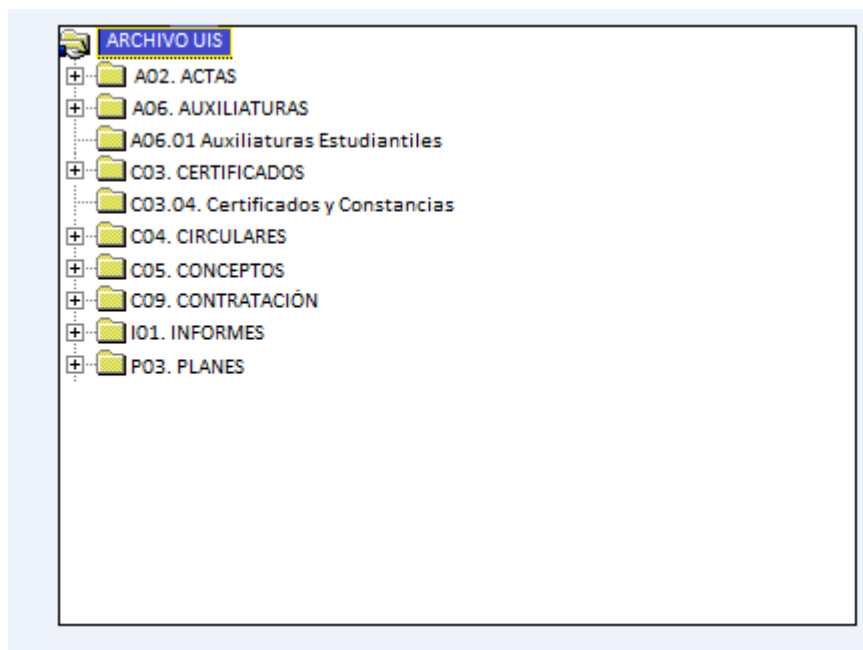 ARCHIVO UIS
A02. ACTAS
A06. AUXILIATURAS
A06.01 Auxiliaturas Estudiantiles
C03. CERTIFICADOS
C03.04. Certificados y Constancias
C04. CIRCULARES
C05. CONCEPTOS
C09. CONTRATACIÓN
I01. INFORMES
P03. PLANES